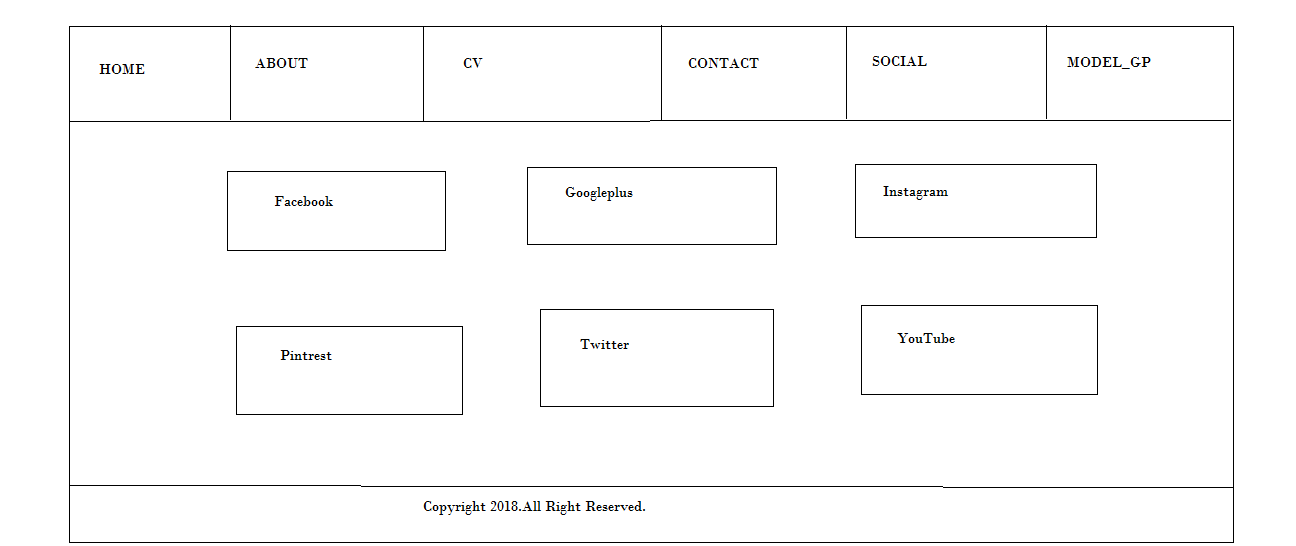 HOME
ABOUT
CV
CONTACT
SOCIAL
MODEL_GP
Facebook
Googleplus
Instagram
Pintrest
Twitter
YouTube
Copyright 2018.All Right Reserved.